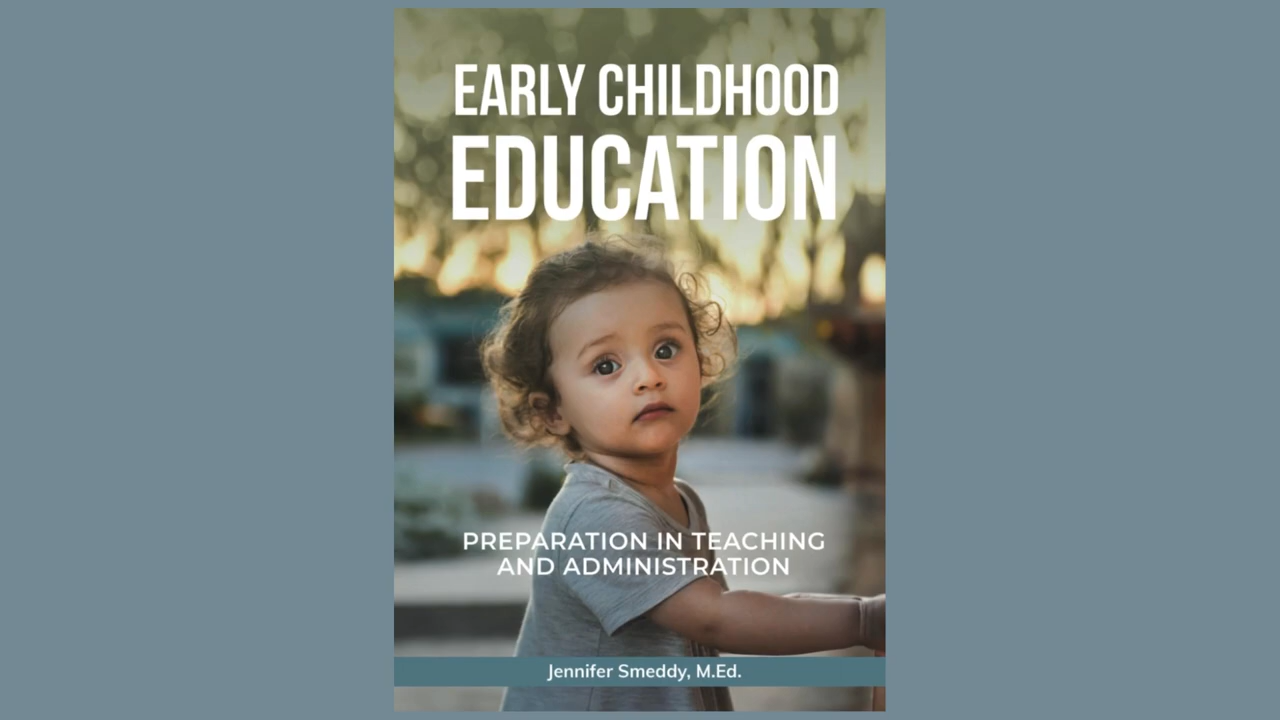 EARLY CHILDHOOD
EDUCATION
PREPARATION IN TEACHING
AND ADMINISTRATION
Jennifer Smeddy, M.Ed.